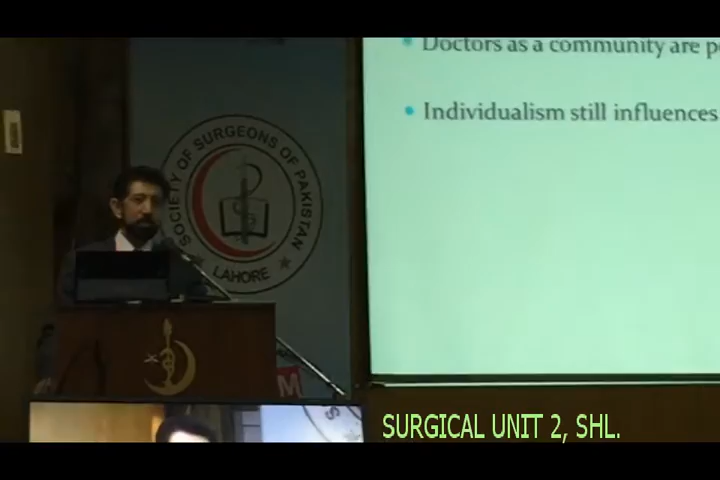 Doctors as a community are
Individualism still influences
SOCIETY OF SURGEONS OF PAKISTAN
LAHORE
M
SURGICAL UNIT 2, SHL.